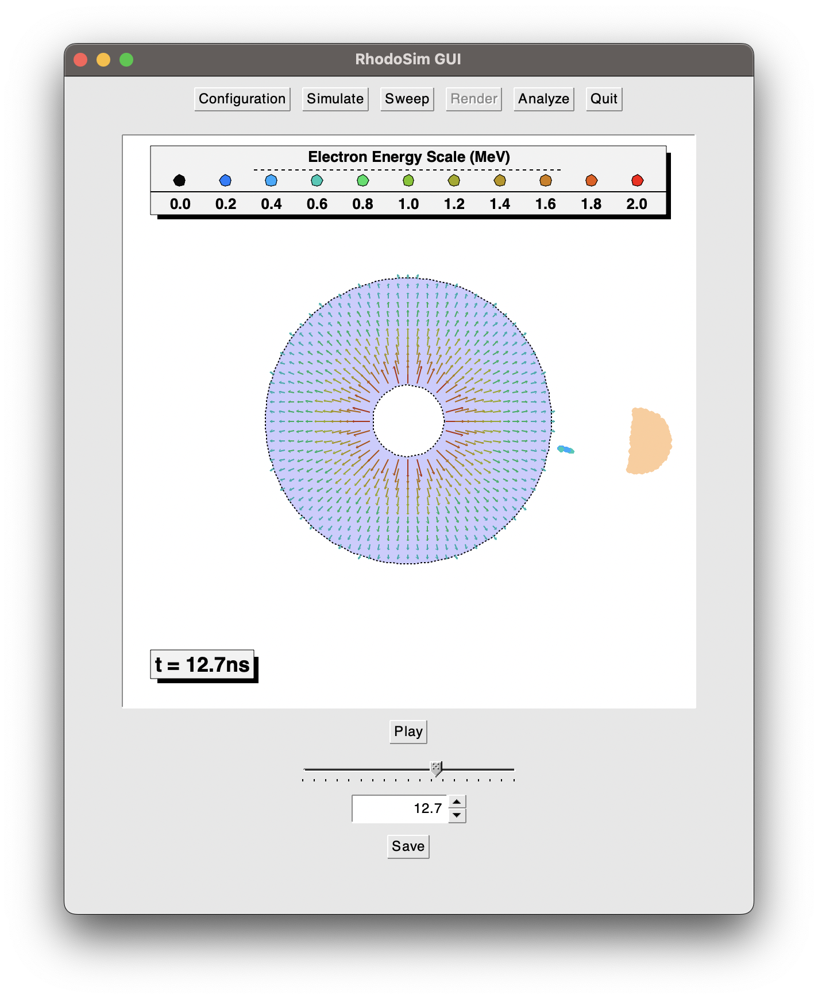 RhodoSim GUI
Configuration Simulate Sweep Render Analyze Quit
Electron Energy Scale (MeV)
0.0 0.2 0.4 0.6 0.8 1.0 1.2 1.4 1.6 1.8 2.0
t = 12.7ns
Play
12.7
Save